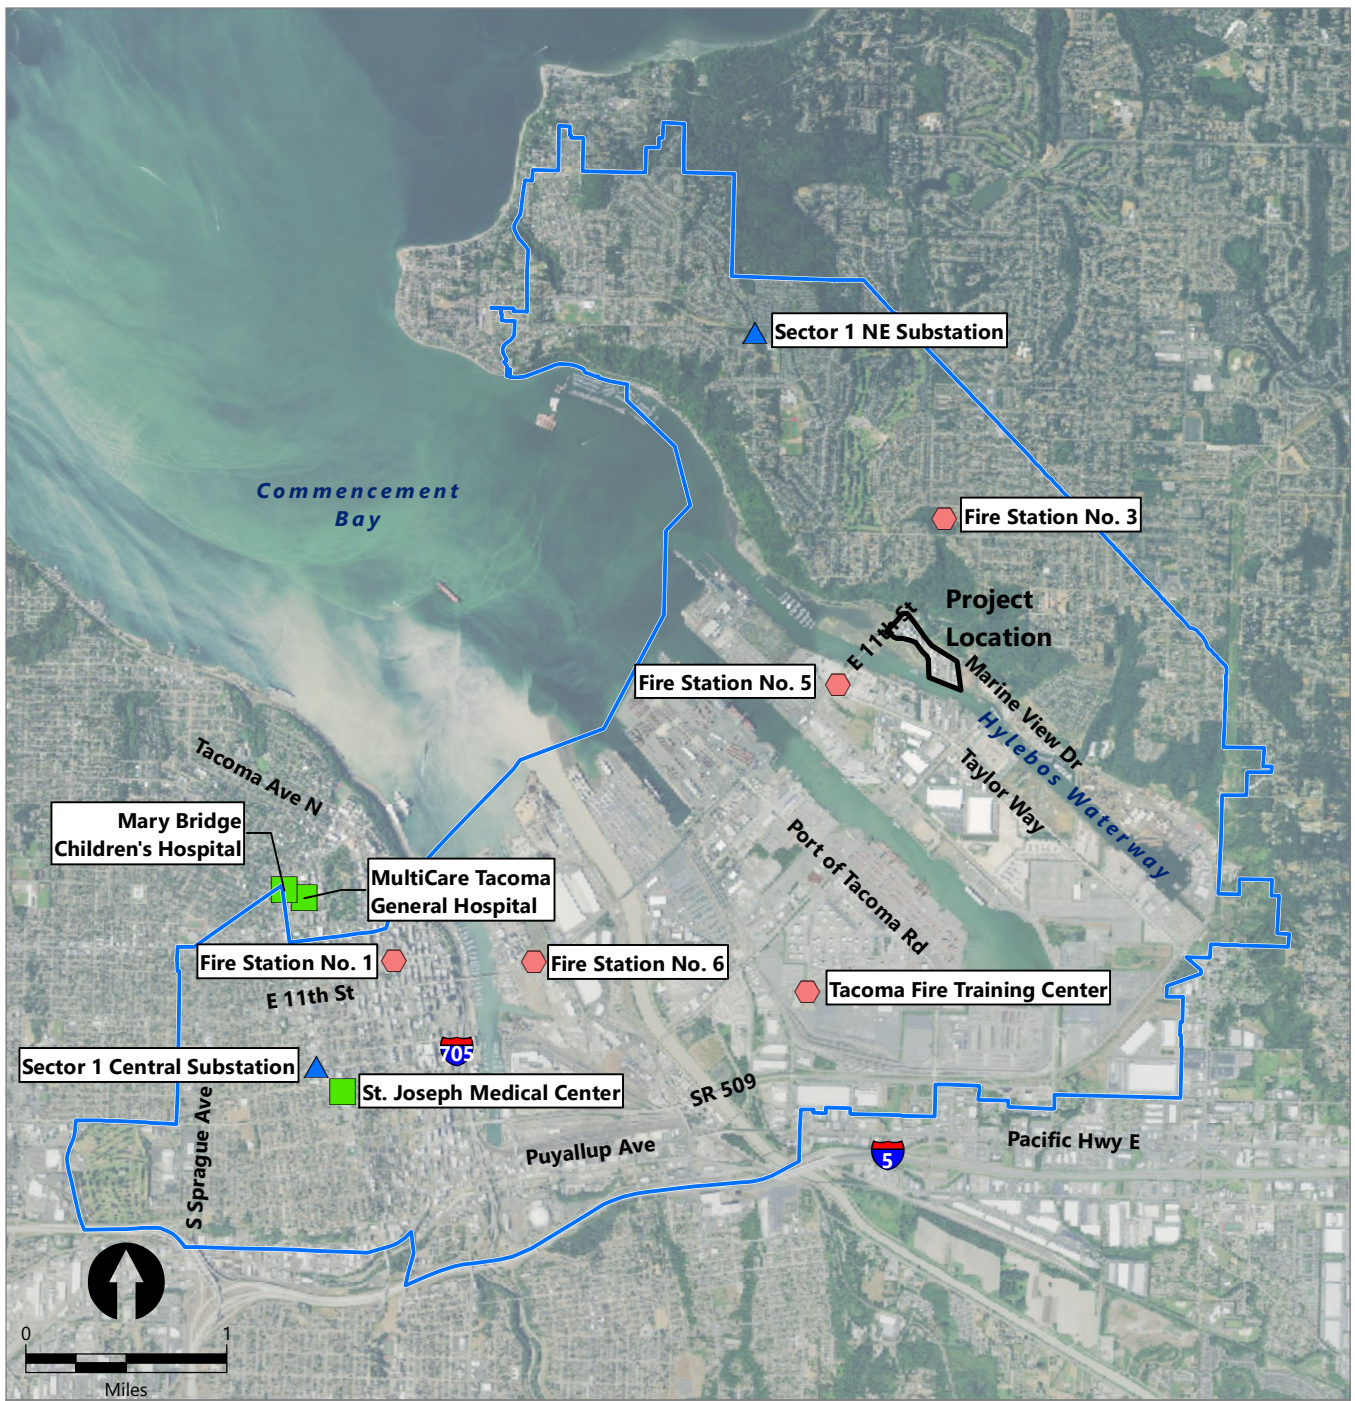 Sector 1 NE Substation
Commencement
Bay
Fire Station No. 3
Project
Location
E 11th St
Fire Station No. 5
Marine View Dr
Hylebos Waterway
Taylor Way
Tacoma Ave N
Mary Bridge
Children's Hospital
Port of Tacoma Rd
MultiCare Tacoma
General Hospital
Fire Station No. 1
Fire Station No. 6
E 11th St
Tacoma Fire Training Center
705
Sector 1 Central Substation
St. Joseph Medical Center
SR 509
S Sprague Ave
Puyallup Ave
Pacific Hwy E
5
0 1
Miles